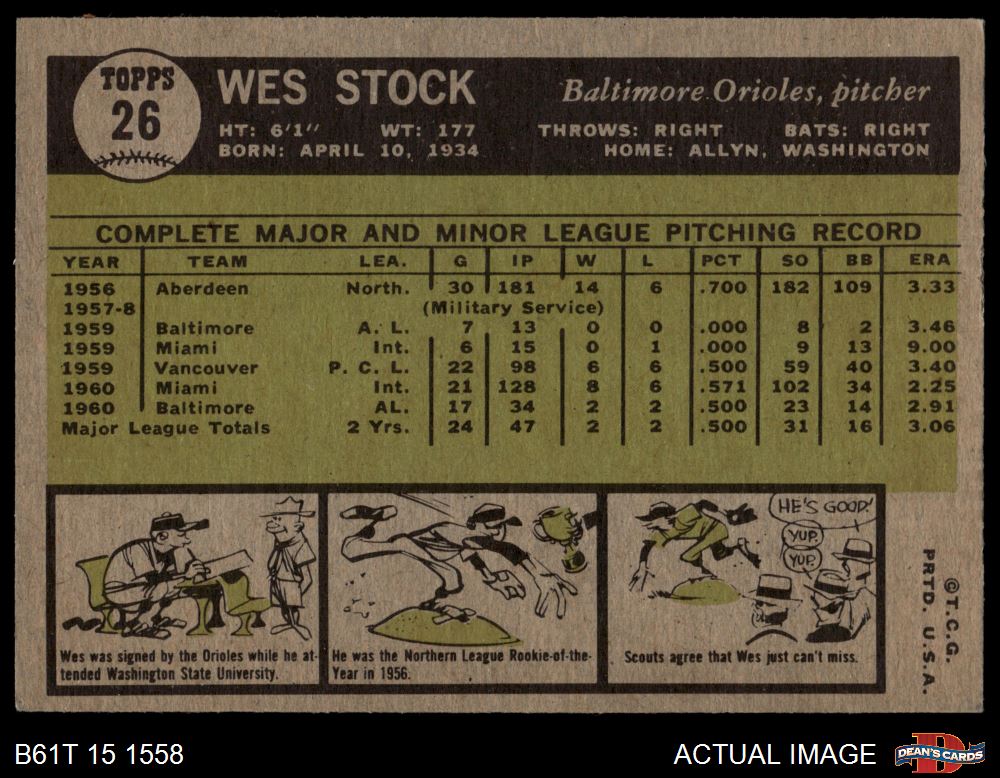 TOPPS
26
WES STOCK
Baltimore Orioles, pitcher
HT: 6'1" WT: 177 THROWS: RIGHT BATS: RIGHT
BORN: APRIL 10, 1934 HOME: ALLYN, WASHINGTON
COMPLETE MAJOR AND MINOR LEAGUE PITCHING RECORD
YEAR TEAM LEA. G IP W L PCT SO BB ERA
1956 Aberdeen North. 30 181 14 6 .700 182 109 3.33
1957-8 (Military Service)
1959 Baltimore A. L. 7 13 0 0 .000 8 2 3.46
1959 Miami Int. 6 15 0 1 .000 9 13 9.00
1959 Vancouver P. C. L. 22 98 6 6 .500 59 40 3.40
1960 Miami Int. 21 128 8 6 .571 102 34 2.25
1960 Baltimore AL. 17 34 2 2 .500 23 14 2.91
Major League Totals 2 Yrs. 24 47 2 2 .500 31 16 3.06
Wes was signed by the Orioles while he at-
tended Washington State University.
He was the Northern League Rookie-of-the-
Year in 1956.
HE'S GOOD!
YUP.
YUP.
Scouts agree that Wes just can't miss.
©T.C.G.
PRTD. U.S.A.
B61T 15 1558
ACTUAL IMAGE
DEAN'S CARDS